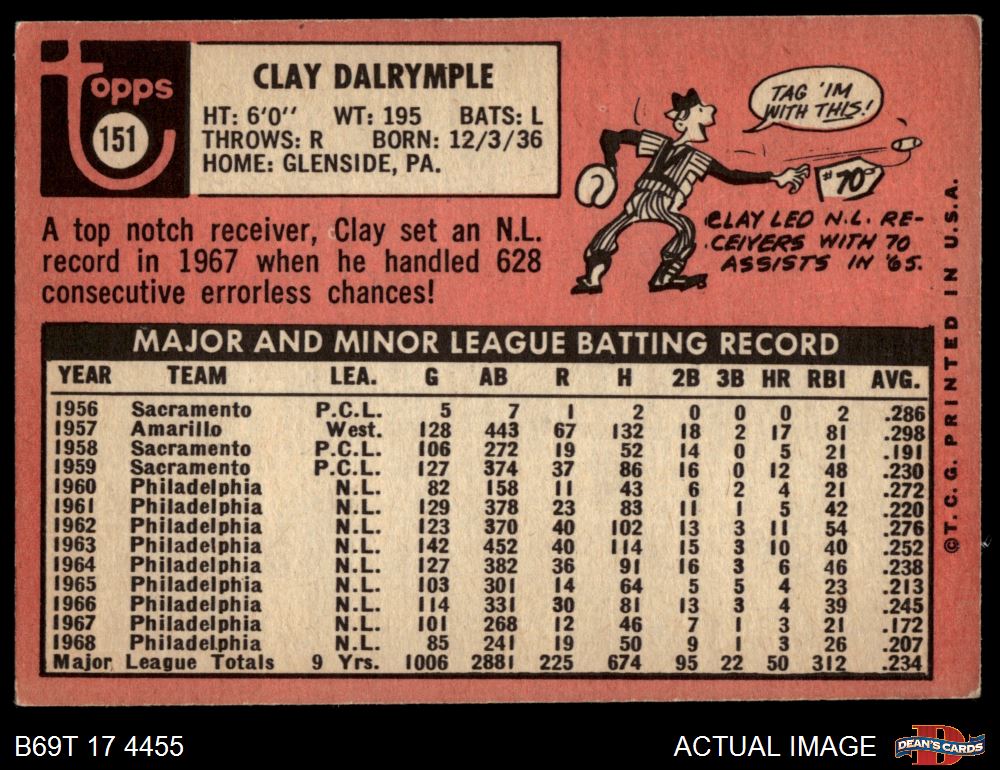 topps
151
CLAY DALRYMPLE
HT: 6'0" WT: 195 BATS: L
THROWS: R BORN: 12/3/36
HOME: GLENSIDE, PA.
TAG 'IM
WITH THIS!
$70
CLAY LED N.L. RE-
CEIVERS WITH 70
ASSISTS IN '65.
A top notch receiver, Clay set an N.L.
record in 1967 when he handled 628
consecutive errorless chances!
MAJOR AND MINOR LEAGUE BATTING RECORD
YEAR TEAM LEA. G AB R H 2B 3B HR RBI AVG.
1956 Sacramento P.C.L. 5 7 1 2 0 0 0 2 .286
1957 Amarillo West. 128 443 67 132 18 2 17 81 .298
1958 Sacramento P.C.L. 106 272 19 52 14 0 5 21 .191
1959 Sacramento P.C.L. 127 374 37 86 16 0 12 48 .230
1960 Philadelphia N.L. 82 158 11 43 6 2 4 21 .272
1961 Philadelphia N.L. 129 378 23 83 11 1 5 42 .220
1962 Philadelphia N.L. 123 370 40 102 13 3 11 54 .276
1963 Philadelphia N.L. 142 452 40 114 15 3 10 40 .252
1964 Philadelphia N.L. 127 382 36 91 16 3 6 46 .238
1965 Philadelphia N.L. 103 301 14 64 5 5 4 23 .213
1966 Philadelphia N.L. 114 331 30 81 13 3 4 39 .245
1967 Philadelphia N.L. 101 268 12 46 7 1 3 21 .172
1968 Philadelphia N.L. 85 241 19 50 9 1 3 26 .207
Major League Totals 9 Yrs. 1006 2881 225 674 95 22 50 312 .234
©T.C.G. PRINTED IN U.S.A.
B69T 17 4455
ACTUAL IMAGE
DEAN'S CARDS